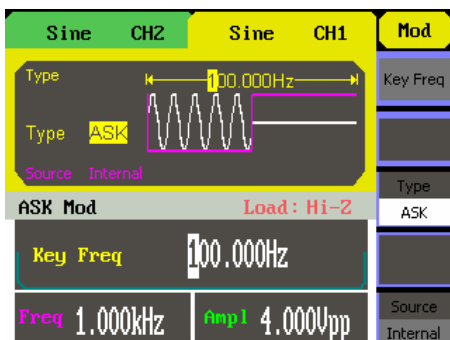 Sine CH2 Sine CH1 Mod
Type 100.000Hz
Type ASK
Source Internal
Key Freq
Type
ASK
Source
Internal
ASK Mod Load: Hi-Z
Key Freq 100.000Hz
Freq 1.000kHz Ampl 4.000Vpp